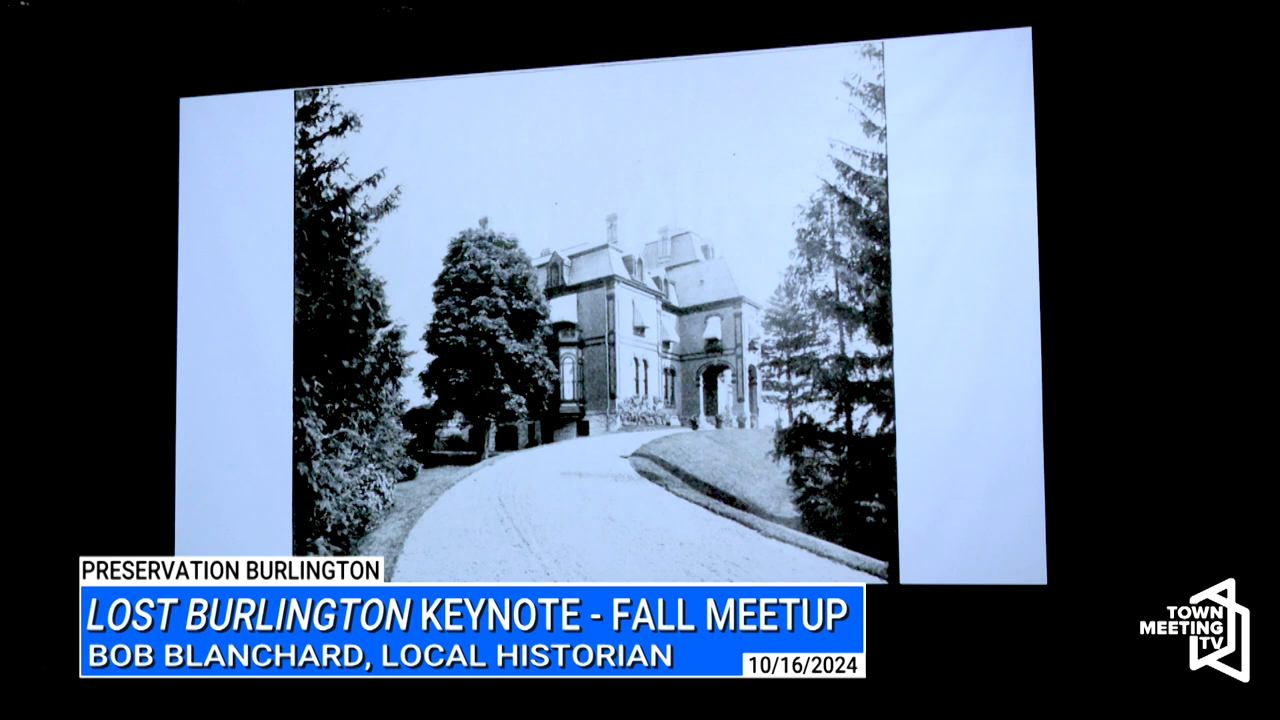 PRESERVATION BURLINGTON
LOST BURLINGTON KEYNOTE - FALL MEETUP
BOB BLANCHARD, LOCAL HISTORIAN
10/16/2024
TOWN
MEETING
TV